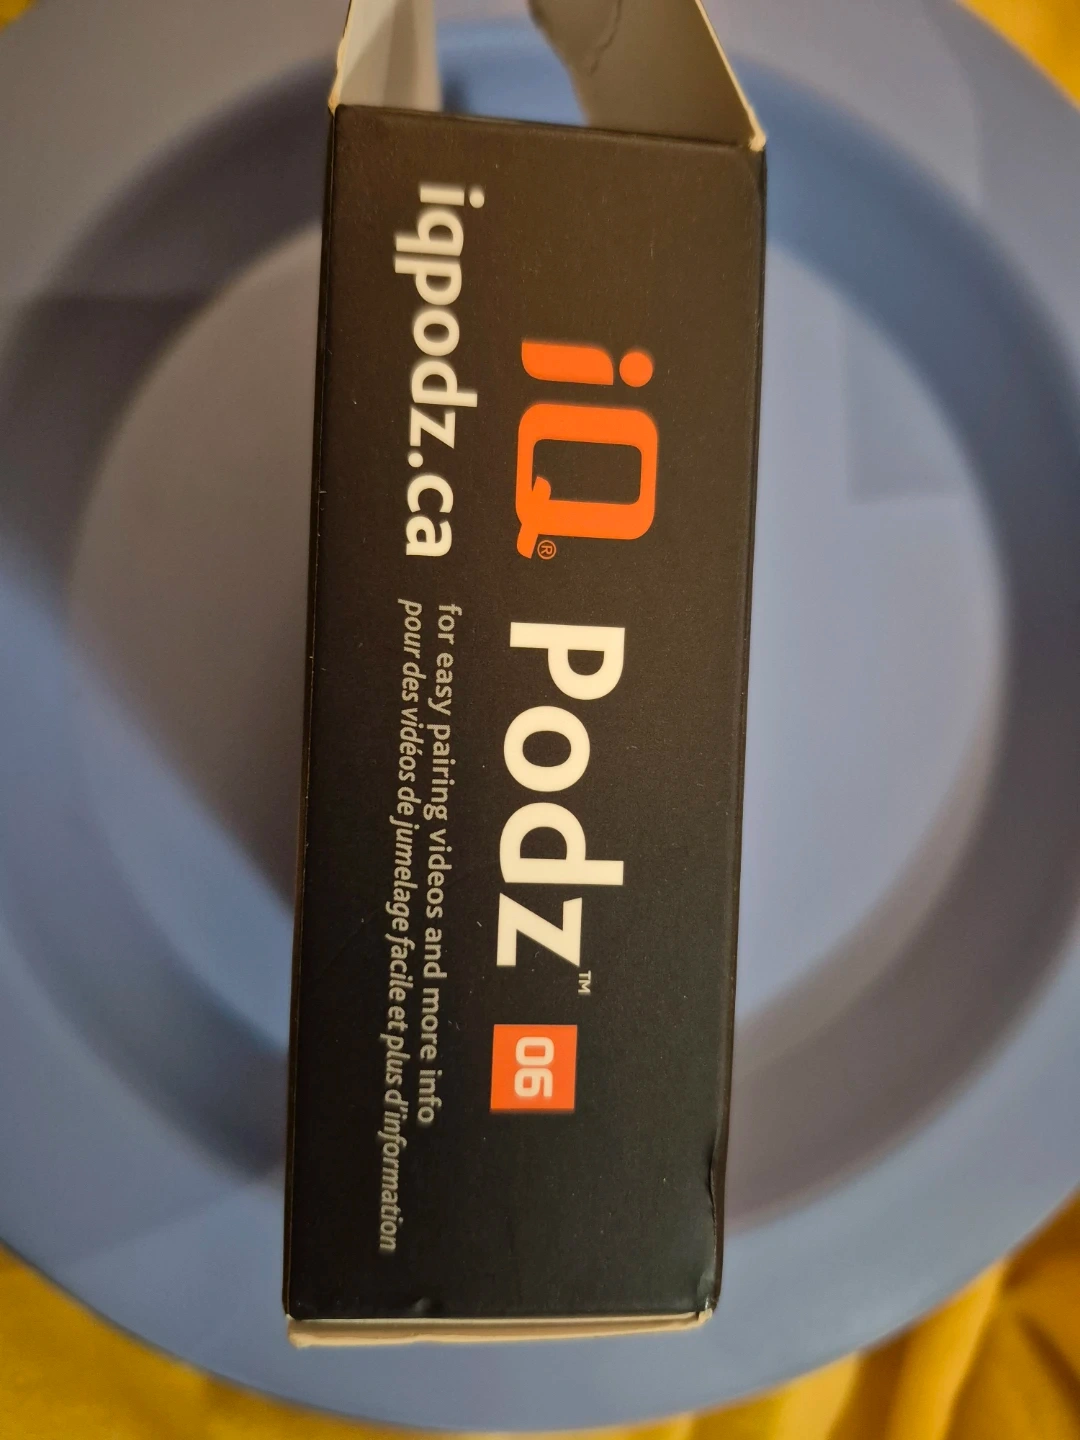 iQ® Podz™ 06
iqpodz.ca
for easy pairing videos and more info
pour des vidéos de jumelage facile et plus d'information